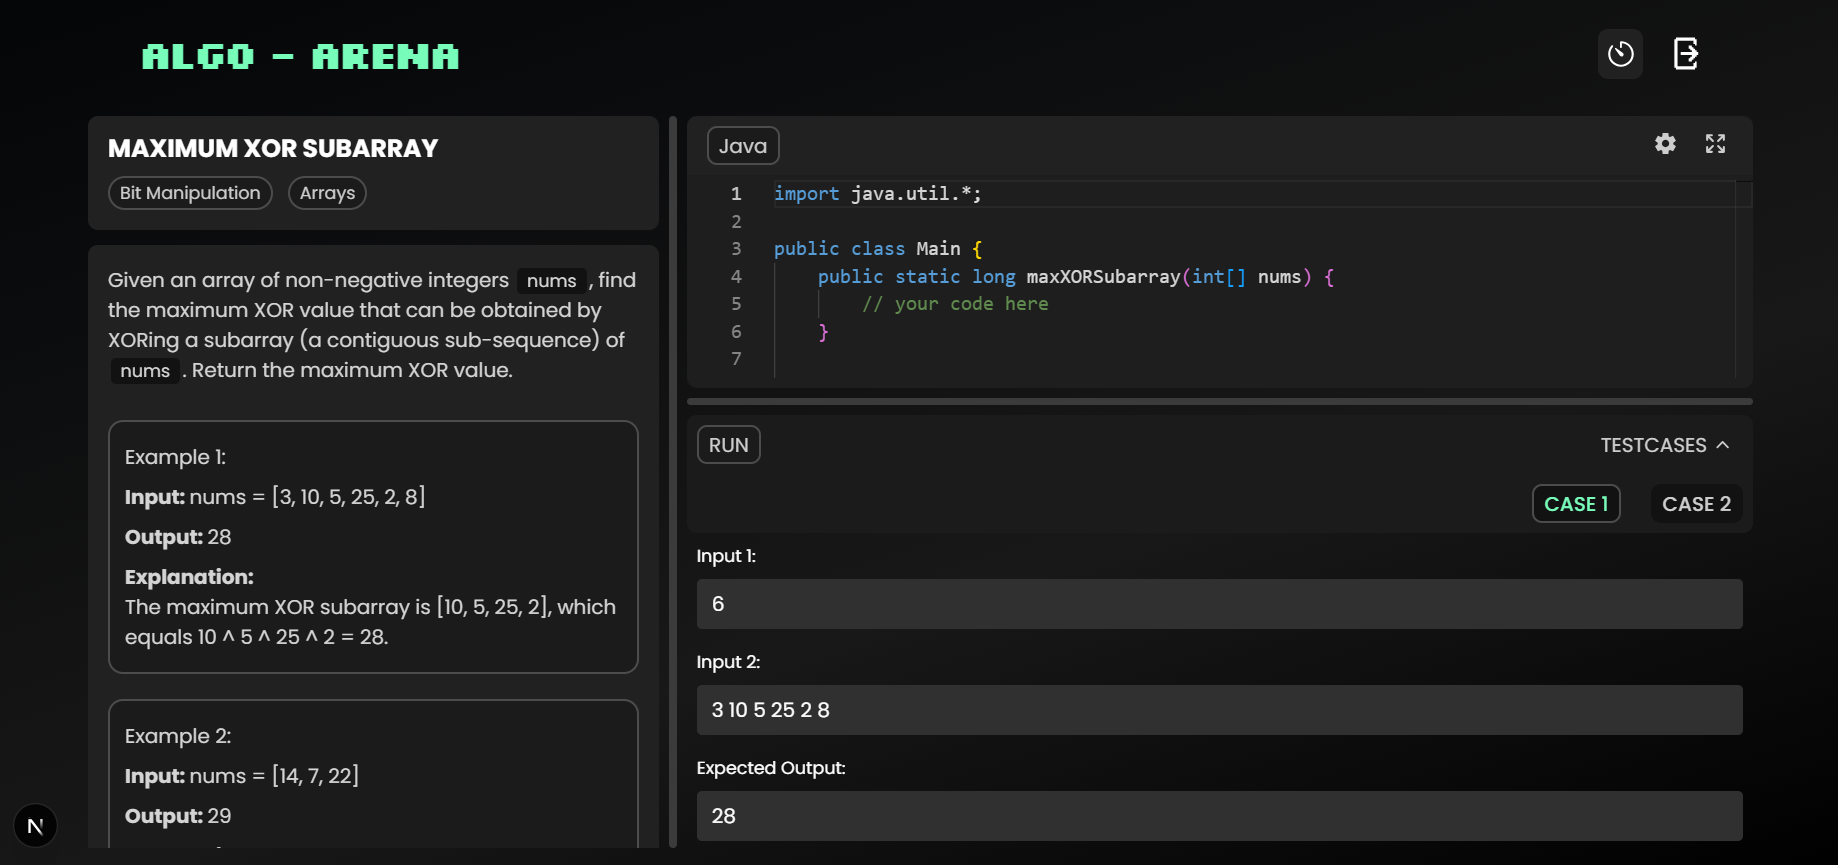 ALGO - ARENA
MAXIMUM XOR SUBARRAY
Bit Manipulation
Arrays
Given an array of non-negative integers nums , find
the maximum XOR value that can be obtained by
XORing a subarray (a contiguous sub-sequence) of
nums . Return the maximum XOR value.
Example 1:
Input: nums = [3, 10, 5, 25, 2, 8]
Output: 28
Explanation:
The maximum XOR subarray is [10, 5, 25, 2], which
equals 10 ^ 5 ^ 25 ^ 2 = 28.
Example 2:
Input: nums = [14, 7, 22]
Output: 29
N
Java
1 import java.util.*;
2
3 public class Main {
4 public static long maxXORSubarray(int[] nums) {
5 // your code here
6 }
7
RUN
TESTCASES
CASE 1
CASE 2
Input 1:
6
Input 2:
3 10 5 25 2 8
Expected Output:
28